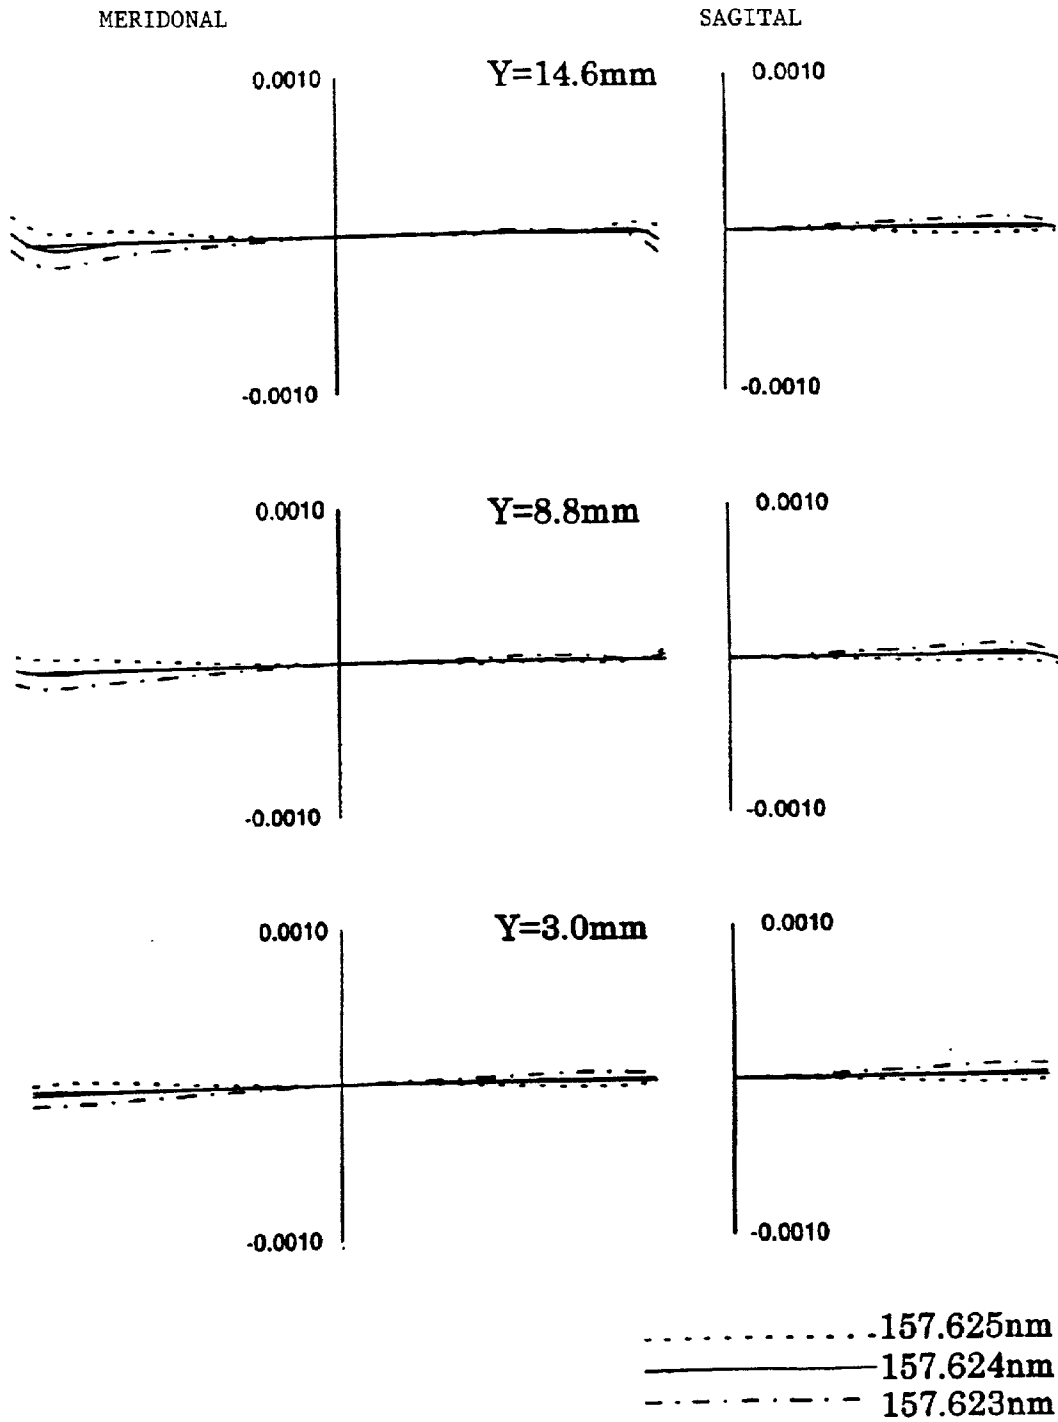 MERIDONAL SAGITAL
0.0010 Y=14.6mm 0.0010
-0.0010 -0.0010
0.0010 Y=8.8mm 0.0010
-0.0010 -0.0010
0.0010 Y=3.0mm 0.0010
-0.0010 -0.0010
157.625nm
157.624nm
157.623nm